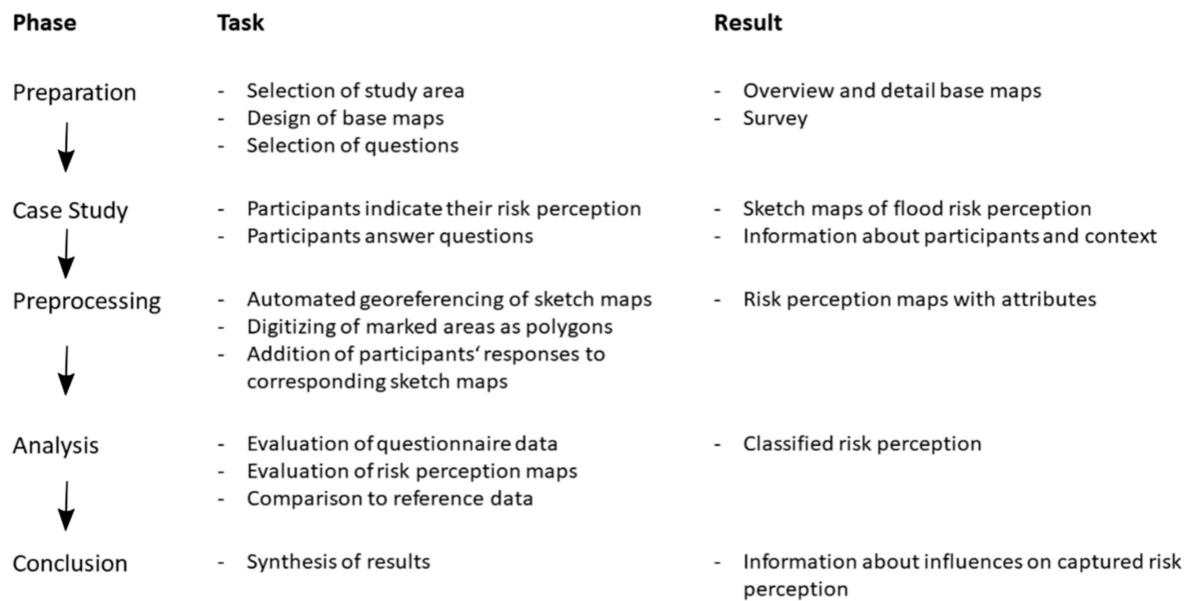 Phase Task Result
Preparation - Selection of study area - Overview and detail base maps
- Design of base maps - Survey
- Selection of questions
Case Study - Participants indicate their risk perception - Sketch maps of flood risk perception
- Participants answer questions - Information about participants and context
Preprocessing - Automated georeferencing of sketch maps - Risk perception maps with attributes
- Digitizing of marked areas as polygons
- Addition of participants‘ responses to
corresponding sketch maps
Analysis - Evaluation of questionnaire data - Classified risk perception
- Evaluation of risk perception maps
- Comparison to reference data
Conclusion - Synthesis of results - Information about influences on captured risk
perception